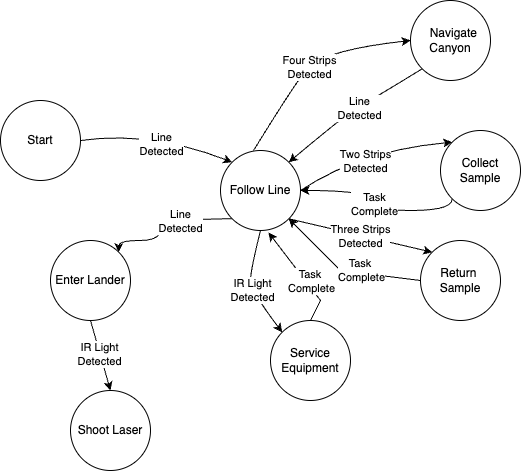 Navigate
Canyon
Four Strips
Detected
Line
Detected
Start
Line
Detected
Two Strips
Detected
Collect
Sample
Follow Line
Task
Complete
Line
Detected
Three Strips
Detected
Enter Lander
Task
Complete
Return
Sample
IR Light
Detected
Task
Complete
IR Light
Detected
Service
Equipment
Shoot Laser